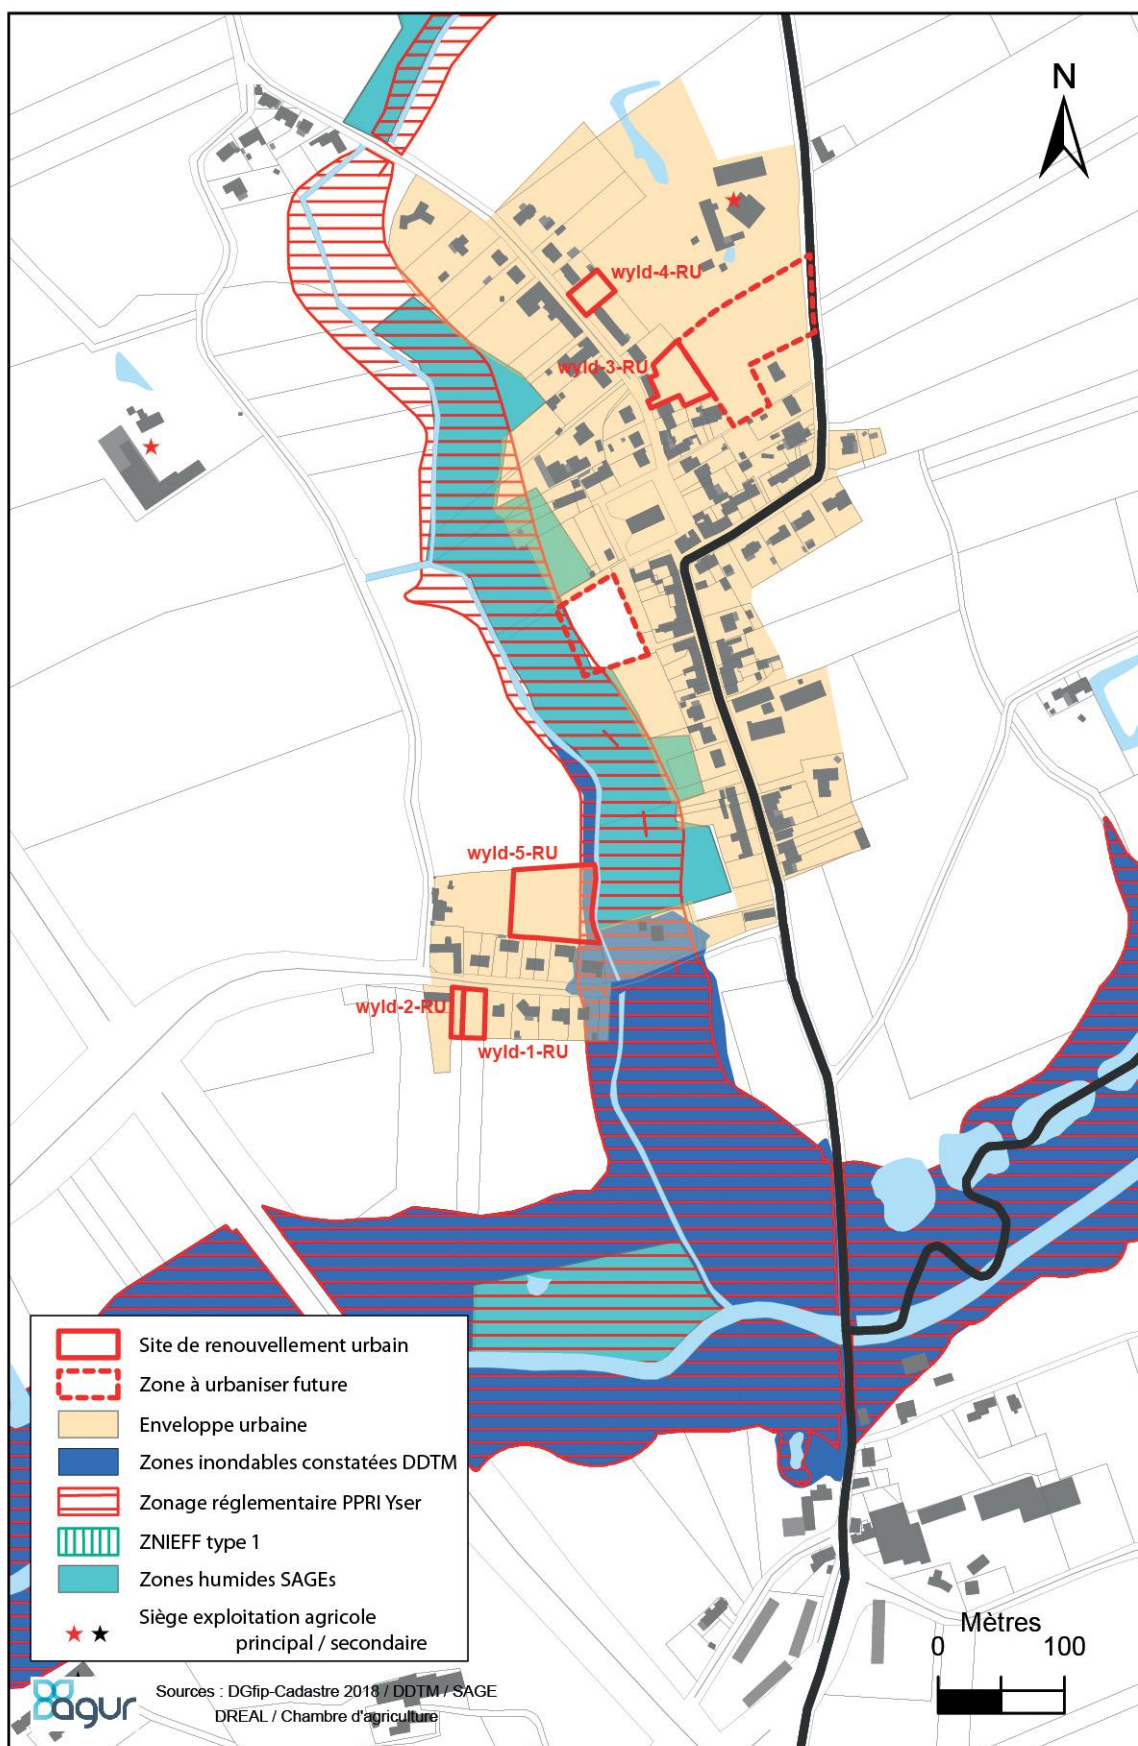 N
wyld-4-RU
wyld-3-RU
wyld-5-RU
wyld-2-RU
wyld-1-RU
Site de renouvellement urbain
Zone à urbaniser future
Enveloppe urbaine
Zones inondables constatées DDTM
Zonage réglementaire PPRI Yser
ZNIEFF type 1
Zones humides SAGEs
Siège exploitation agricole
principal / secondaire
Mètres
0 100
agur
Sources : DGfip-Cadastre 2018 / DDTM / SAGE
DREAL / Chambre d'agriculture